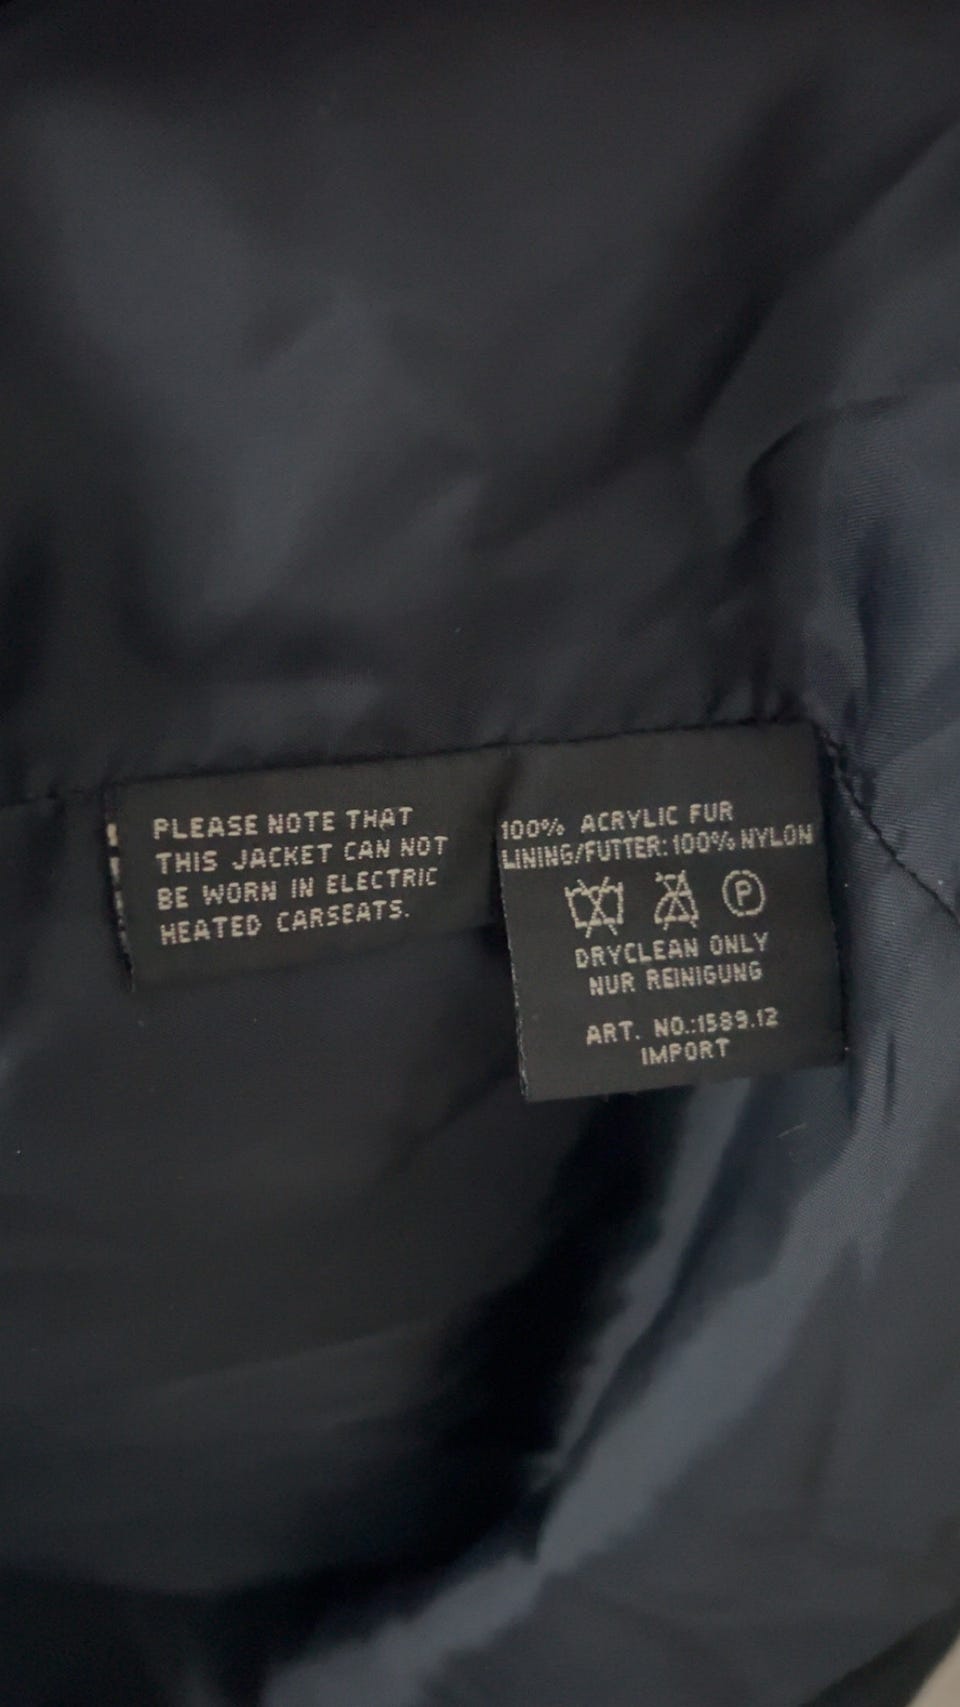 PLEASE NOTE THAT
THIS JACKET CAN NOT
BE WORN IN ELECTRIC
HEATED CARSEATS.
100% ACRYLIC FUR
LINING/FUTTER: 100% NYLON
P
DRYCLEAN ONLY
NUR REINIGUNG
ART. NO.:1589.12
IMPORT